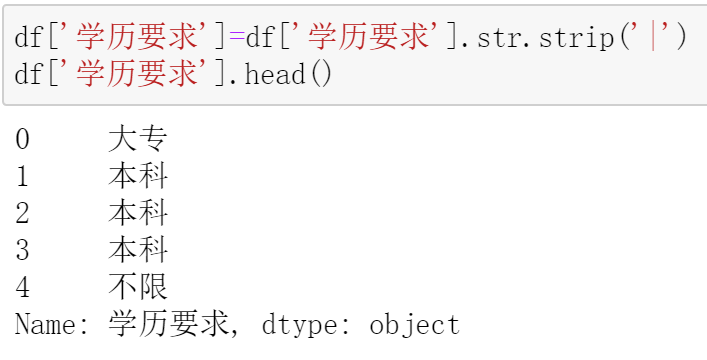 df['学历要求']=df['学历要求'].str.strip('|')
df['学历要求'].head()
0 大专
1 本科
2 本科
3 本科
4 不限
Name: 学历要求, dtype: object